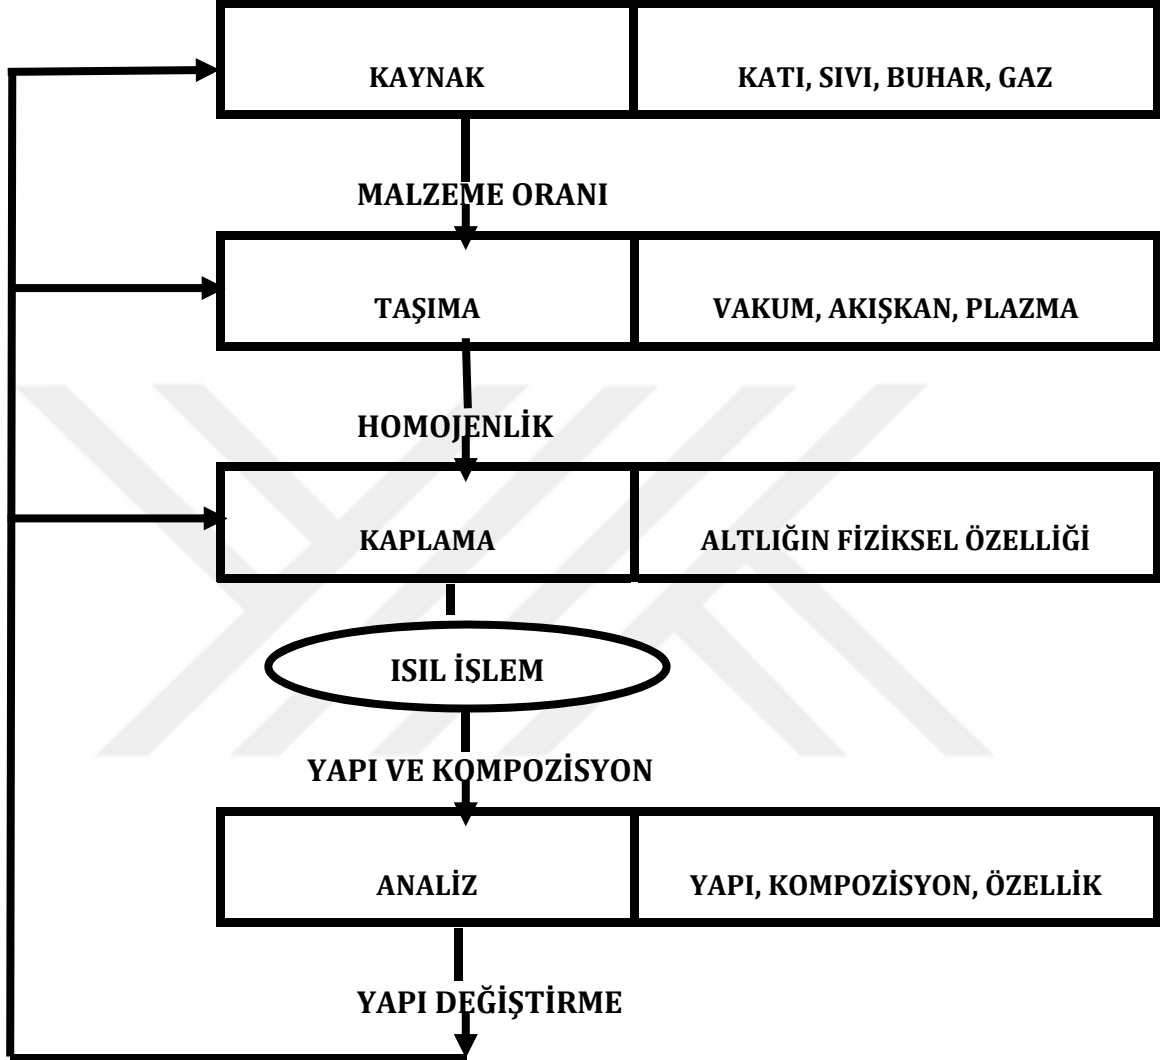 KAYNAK KATI, SIVI, BUHAR, GAZ
MALZEME ORANI
TAŞIMA VAKUM, AKIŞKAN, PLAZMA
HOMOJENLİK
KAPLAMA ALTLIĞIN FİZİKSEL ÖZELLİĞİ
ISIL İŞLEM
YAPI VE KOMPOZİSYON
ANALİZ YAPI, KOMPOZİSYON, ÖZELLİK
YAPI DEĞİŞTİRME